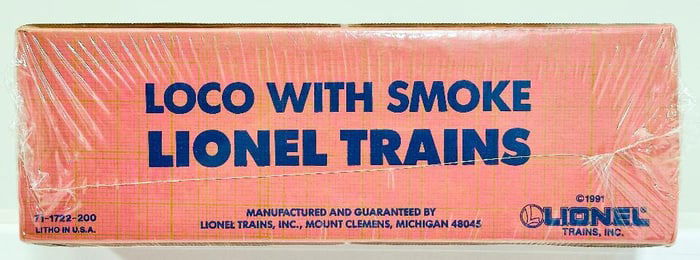 LOCO WITH SMOKE
LIONEL TRAINS
71-1722-200
LITHO IN U.S.A.
MANUFACTURED AND GUARANTEED BY
LIONEL TRAINS, INC., MOUNT CLEMENS, MICHIGAN 48045
©1991
L LIONEL
TRAINS, INC.